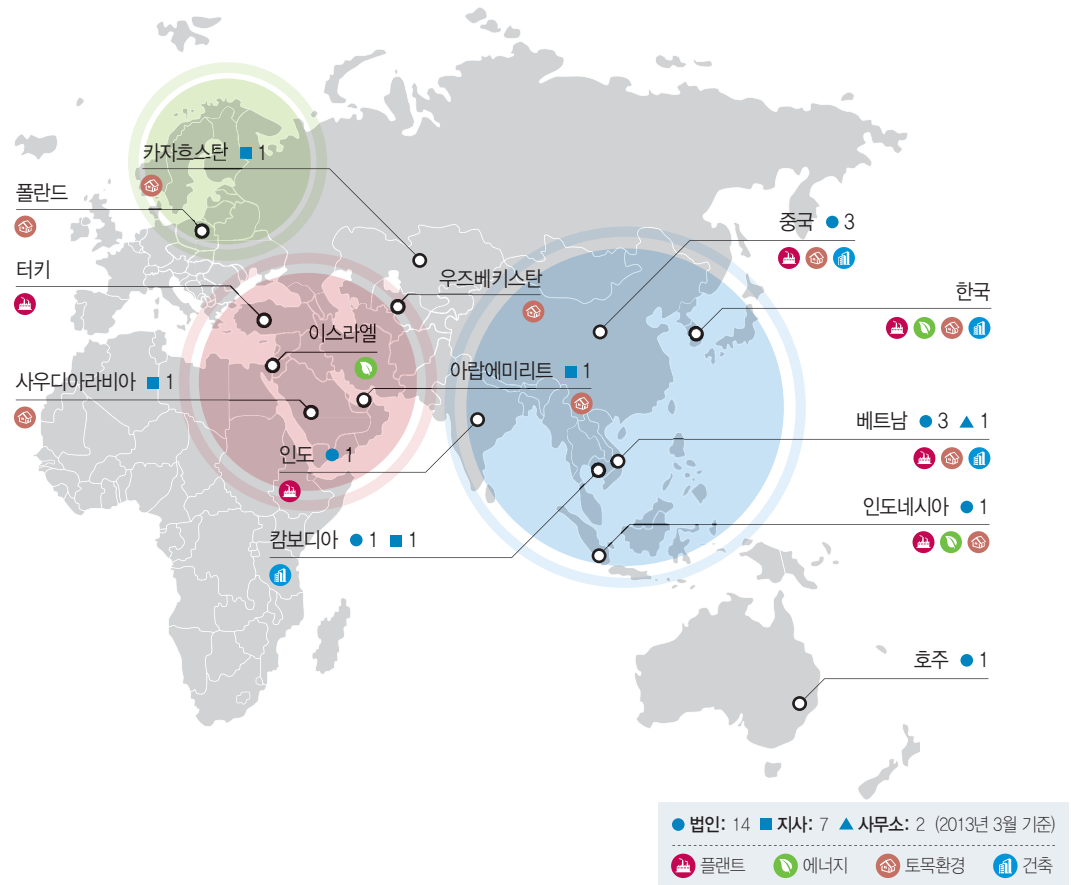 카자흐스탄 ■ 1
폴란드
중국 ● 3
터키
우즈베키스탄
한국
이스라엘
아랍에미리트 ■ 1
사우디아라비아 ■ 1
베트남 ● 3 ▲ 1
인도 ● 1
인도네시아 ● 1
캄보디아 ● 1 ■ 1
호주 ● 1
● 법인: 14 ■ 지사: 7 ▲ 사무소: 2 (2013년 3월 기준)
플랜트 에너지 토목환경 건축